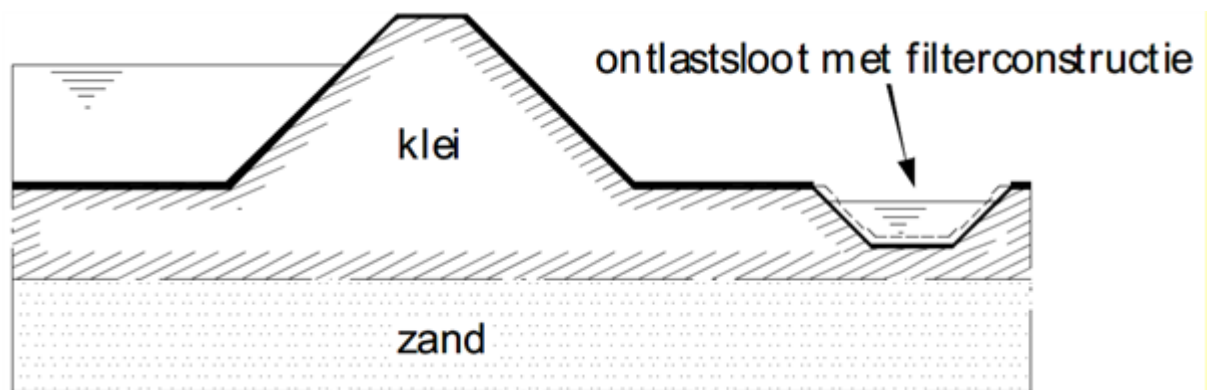 ontlastsloot met filterconstructie
klei
zand